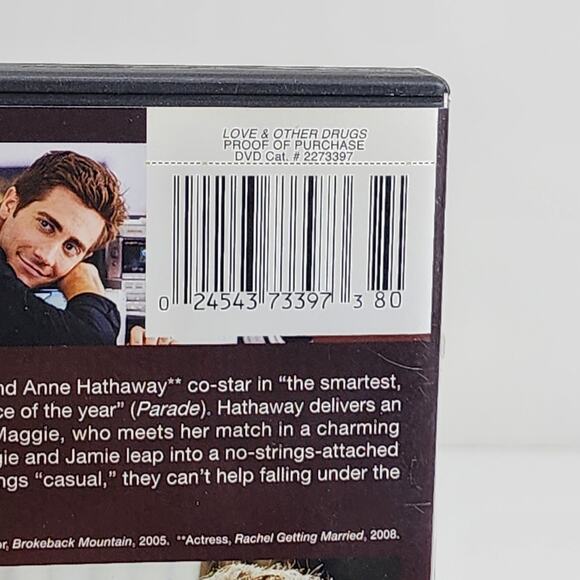 LOVE & OTHER DRUGS
PROOF OF PURCHASE
DVD Cat. # 2273397
0 24543 73397 3 80
nd Anne Hathaway** co-star in “the smartest,
ce of the year” (Parade). Hathaway delivers an
Maggie, who meets her match in a charming
gie and Jamie leap into a no-strings-attached
ngs “casual,” they can’t help falling under the
or, Brokeback Mountain, 2005. **Actress, Rachel Getting Married, 2008.